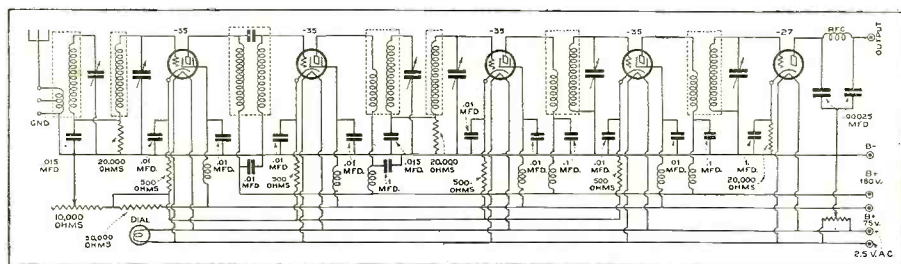 -35
-35
-35
-35
-27
RFC
OUTPUT
GND
.01
MFD
.00025
MFD
B-
.015
MFD.
20,000
OHMS
.01
MFD.
.01
.01
MFD
.01
MFD
.01
MFD.
.1
MFD.
.015
MFD.
20,000
OHMS
.01
MFD.
.1
MFD.
.01
MFD.
.01
MFD.
.1
MFD.
1.
MFD.
20,000
OHMS
500
OHMS
500
OHMS
500
OHMS
500
OHMS
B+
180 V.
10,000
OHMS
50,000
OHMS
DIAL
B+
75 V.
2.5 V. A.C